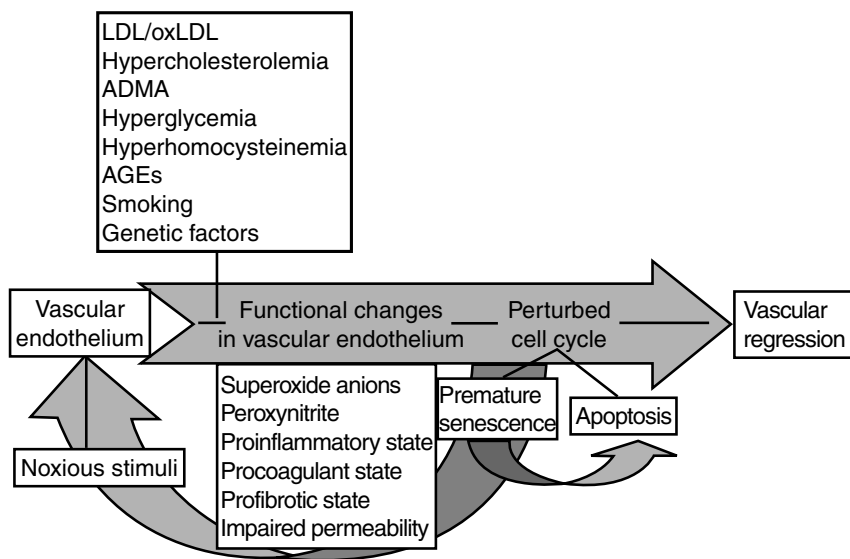 LDL/oxLDL
Hypercholesterolemia
ADMA
Hyperglycemia
Hyperhomocysteinemia
AGEs
Smoking
Genetic factors
Vascular
endothelium
Functional changes
in vascular endothelium
Perturbed
cell cycle
Vascular
regression
Superoxide anions
Peroxynitrite
Proinflammatory state
Procoagulant state
Profibrotic state
Impaired permeability
Premature
senescence
Apoptosis
Noxious stimuli